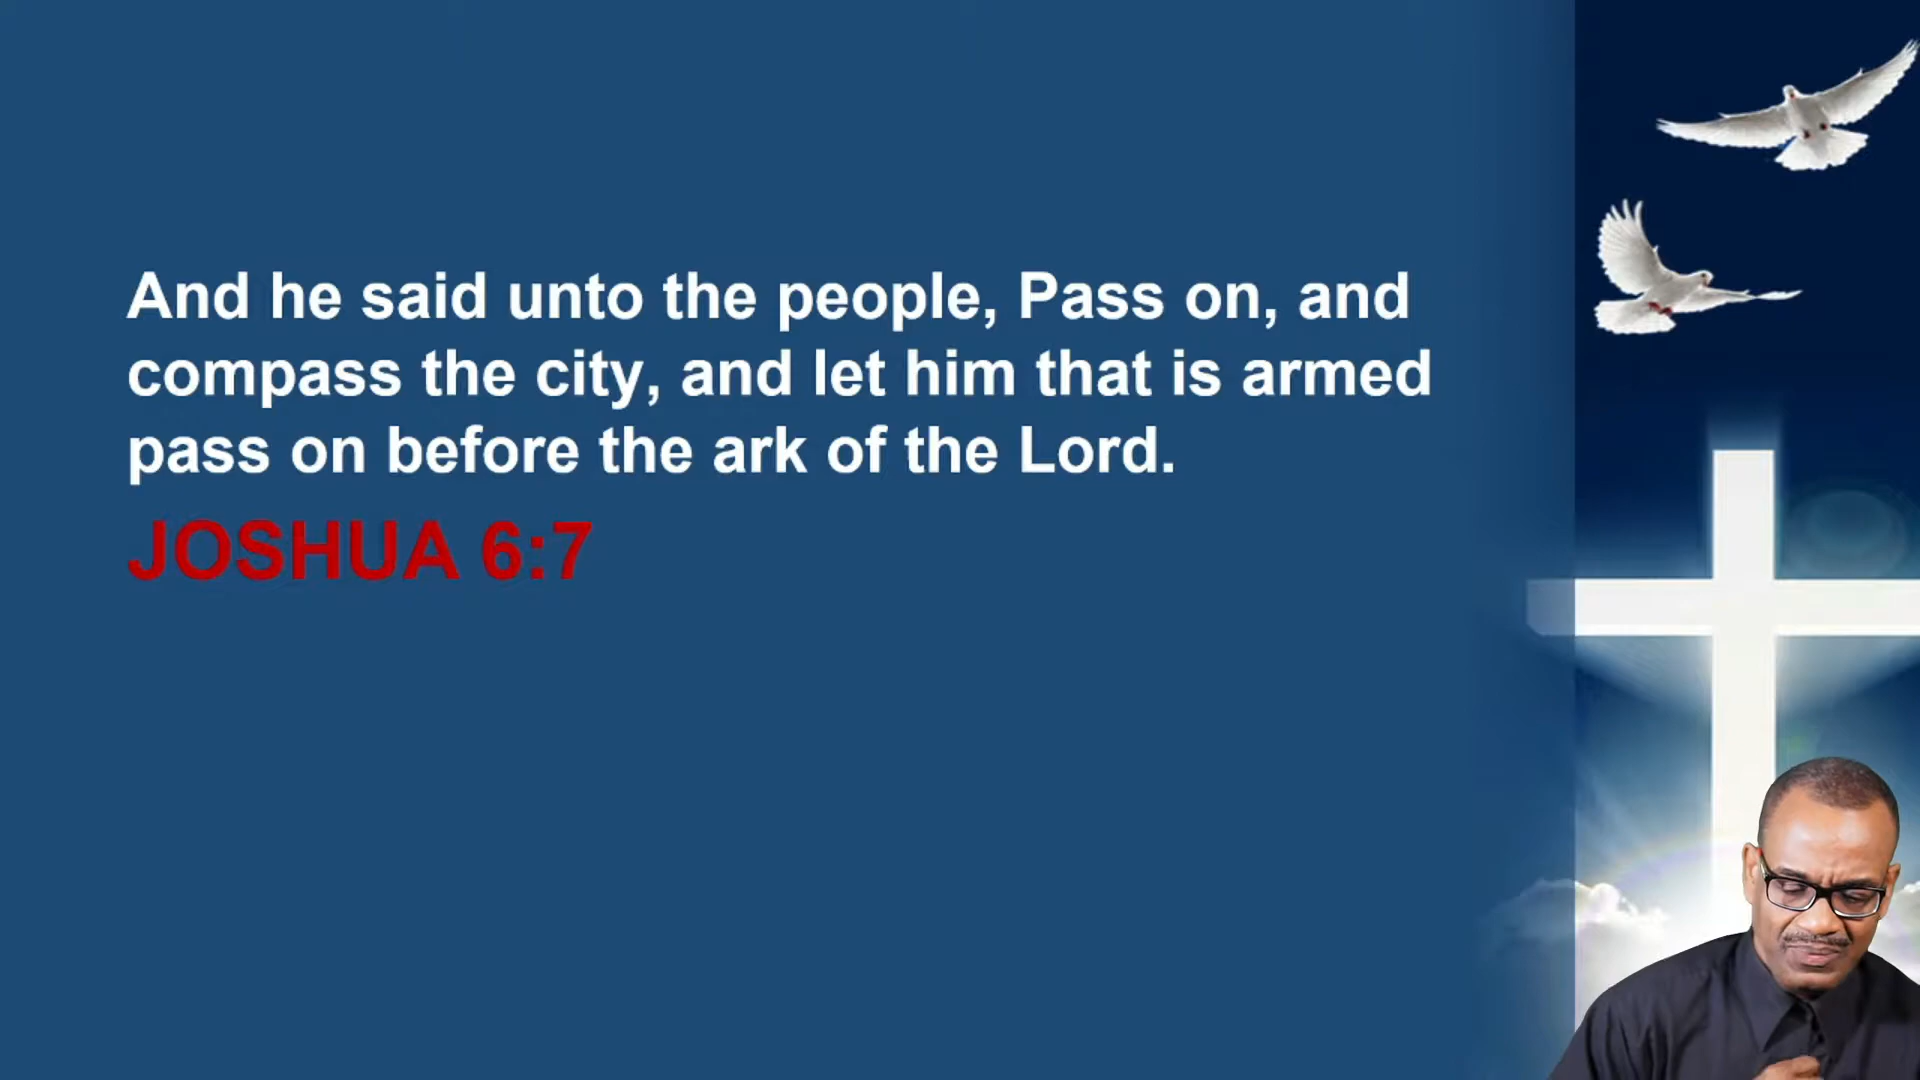 And he said unto the people, Pass on, and
compass the city, and let him that is armed
pass on before the ark of the Lord.
JOSHUA 6:7